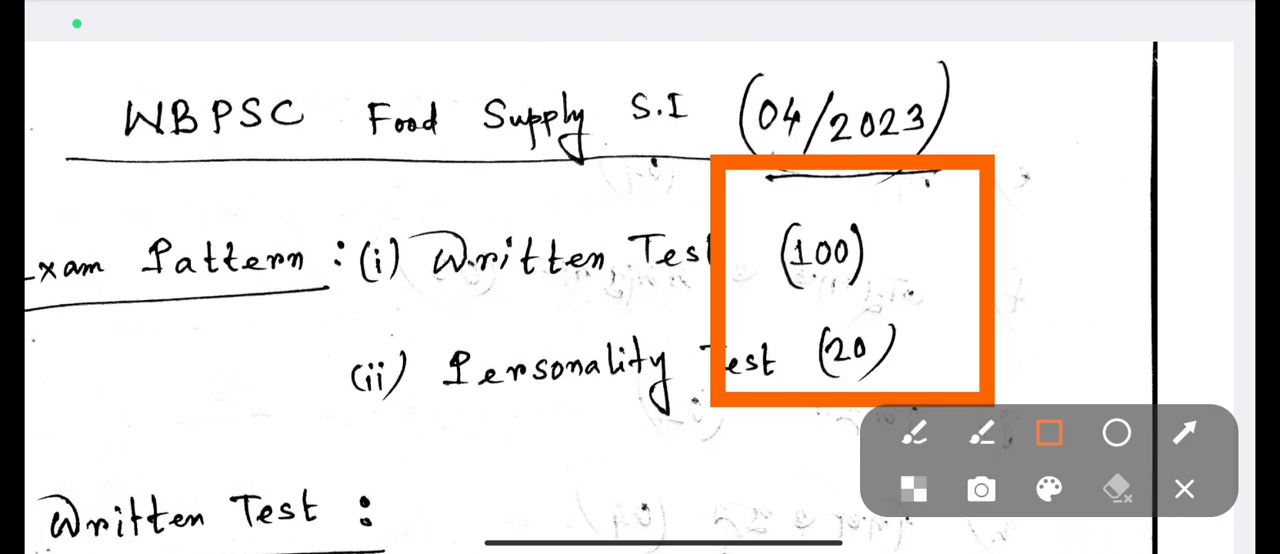 WBPSC Food Supply S.I (04/2023)
Exam Pattern : (i) Written Test (100)
(ii) Personality Test (20)
Written Test :